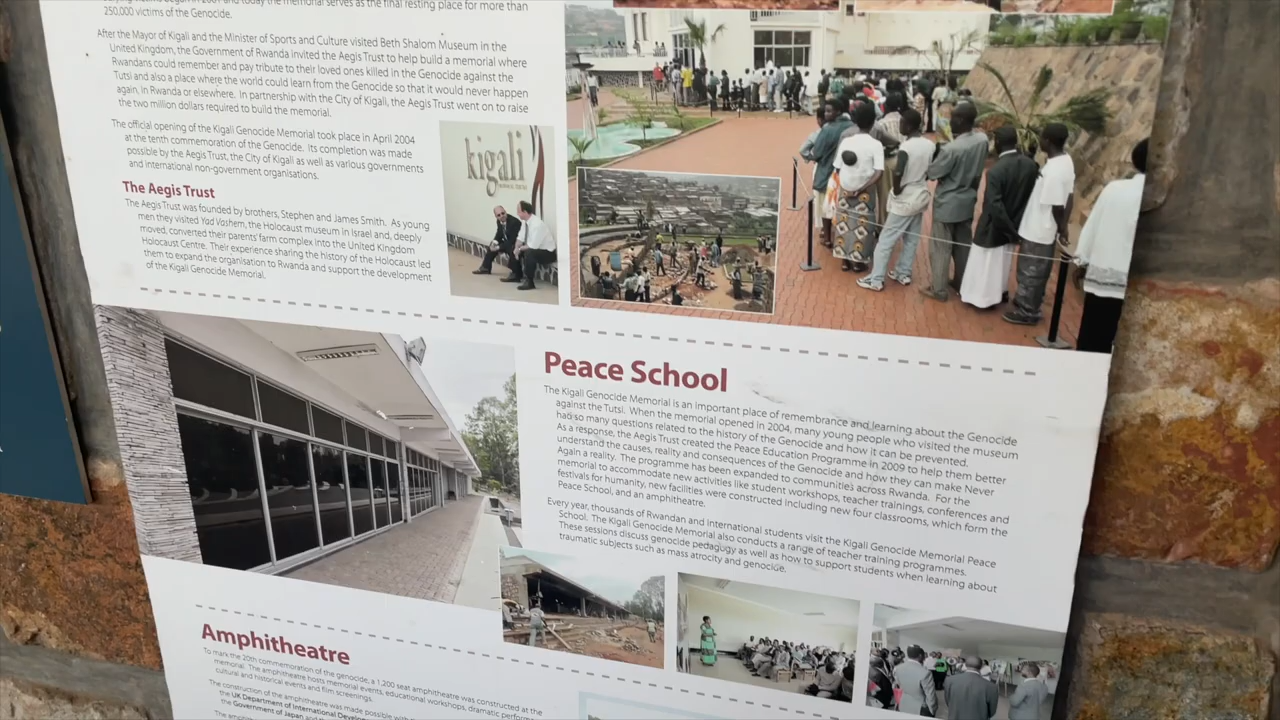 today the memorial serves as the final resting place for more than
250,000 victims of the Genocide.
After the Mayor of Kigali and the Minister of Sports and Culture visited Beth Shalom Museum in the
United Kingdom, the Government of Rwanda invited the Aegis Trust to help build a memorial where
Rwandans could remember and pay tribute to their loved ones killed in the Genocide against the
Tutsi and also a place where the world could learn from the Genocide so that it would never happen
again, in Rwanda or elsewhere. In partnership with the City of Kigali, the Aegis Trust went on to raise
the two million dollars required to build the memorial.
The official opening of the Kigali Genocide Memorial took place in April 2004
at the tenth commemoration of the Genocide. Its completion was made
possible by the Aegis Trust, the City of Kigali as well as various governments
and international non-government organisations.
The Aegis Trust
The Aegis Trust was founded by brothers, Stephen and James Smith. As young
men they visited Yad Vashem, the Holocaust museum in Israel and, deeply
moved, converted their parents' farm complex into the United Kingdom
Holocaust Centre. Their experience sharing the history of the Holocaust led
them to expand the organisation to Rwanda and support the development
of the Kigali Genocide Memorial.
kigali
Peace School
The Kigali Genocide Memorial is an important place of remembrance and learning about the Genocide
against the Tutsi. When the memorial opened in 2004, many young people who visited the museum
had so many questions related to the history of the Genocide and how it can be prevented.
As a response, the Aegis Trust created the Peace Education Programme in 2009 to help them better
understand the causes, reality and consequences of the Genocide and how they can make Never
Again a reality. The programme has been expanded to communities across Rwanda. For the
memorial to accommodate new activities like student workshops, teacher trainings, conferences and
festivals for humanity, new facilities were constructed including new four classrooms, which form the
Peace School, and an amphitheatre.
Every year, thousands of Rwandan and international students visit the Kigali Genocide Memorial Peace
School. The Kigali Genocide Memorial also conducts a range of teacher training programmes.
These sessions discuss genocide pedagogy as well as how to support students when learning about
traumatic subjects such as mass atrocity and genocide.
Amphitheatre
To mark the 20th commemoration of the genocide, a 1,200 seat amphitheatre was constructed at the
memorial. The amphitheatre hosts memorial events, educational workshops, dramatic
cultural and historical events and film screenings.
The construction of the amphitheatre was made possible
the UK Department of International
the Government of Japan and